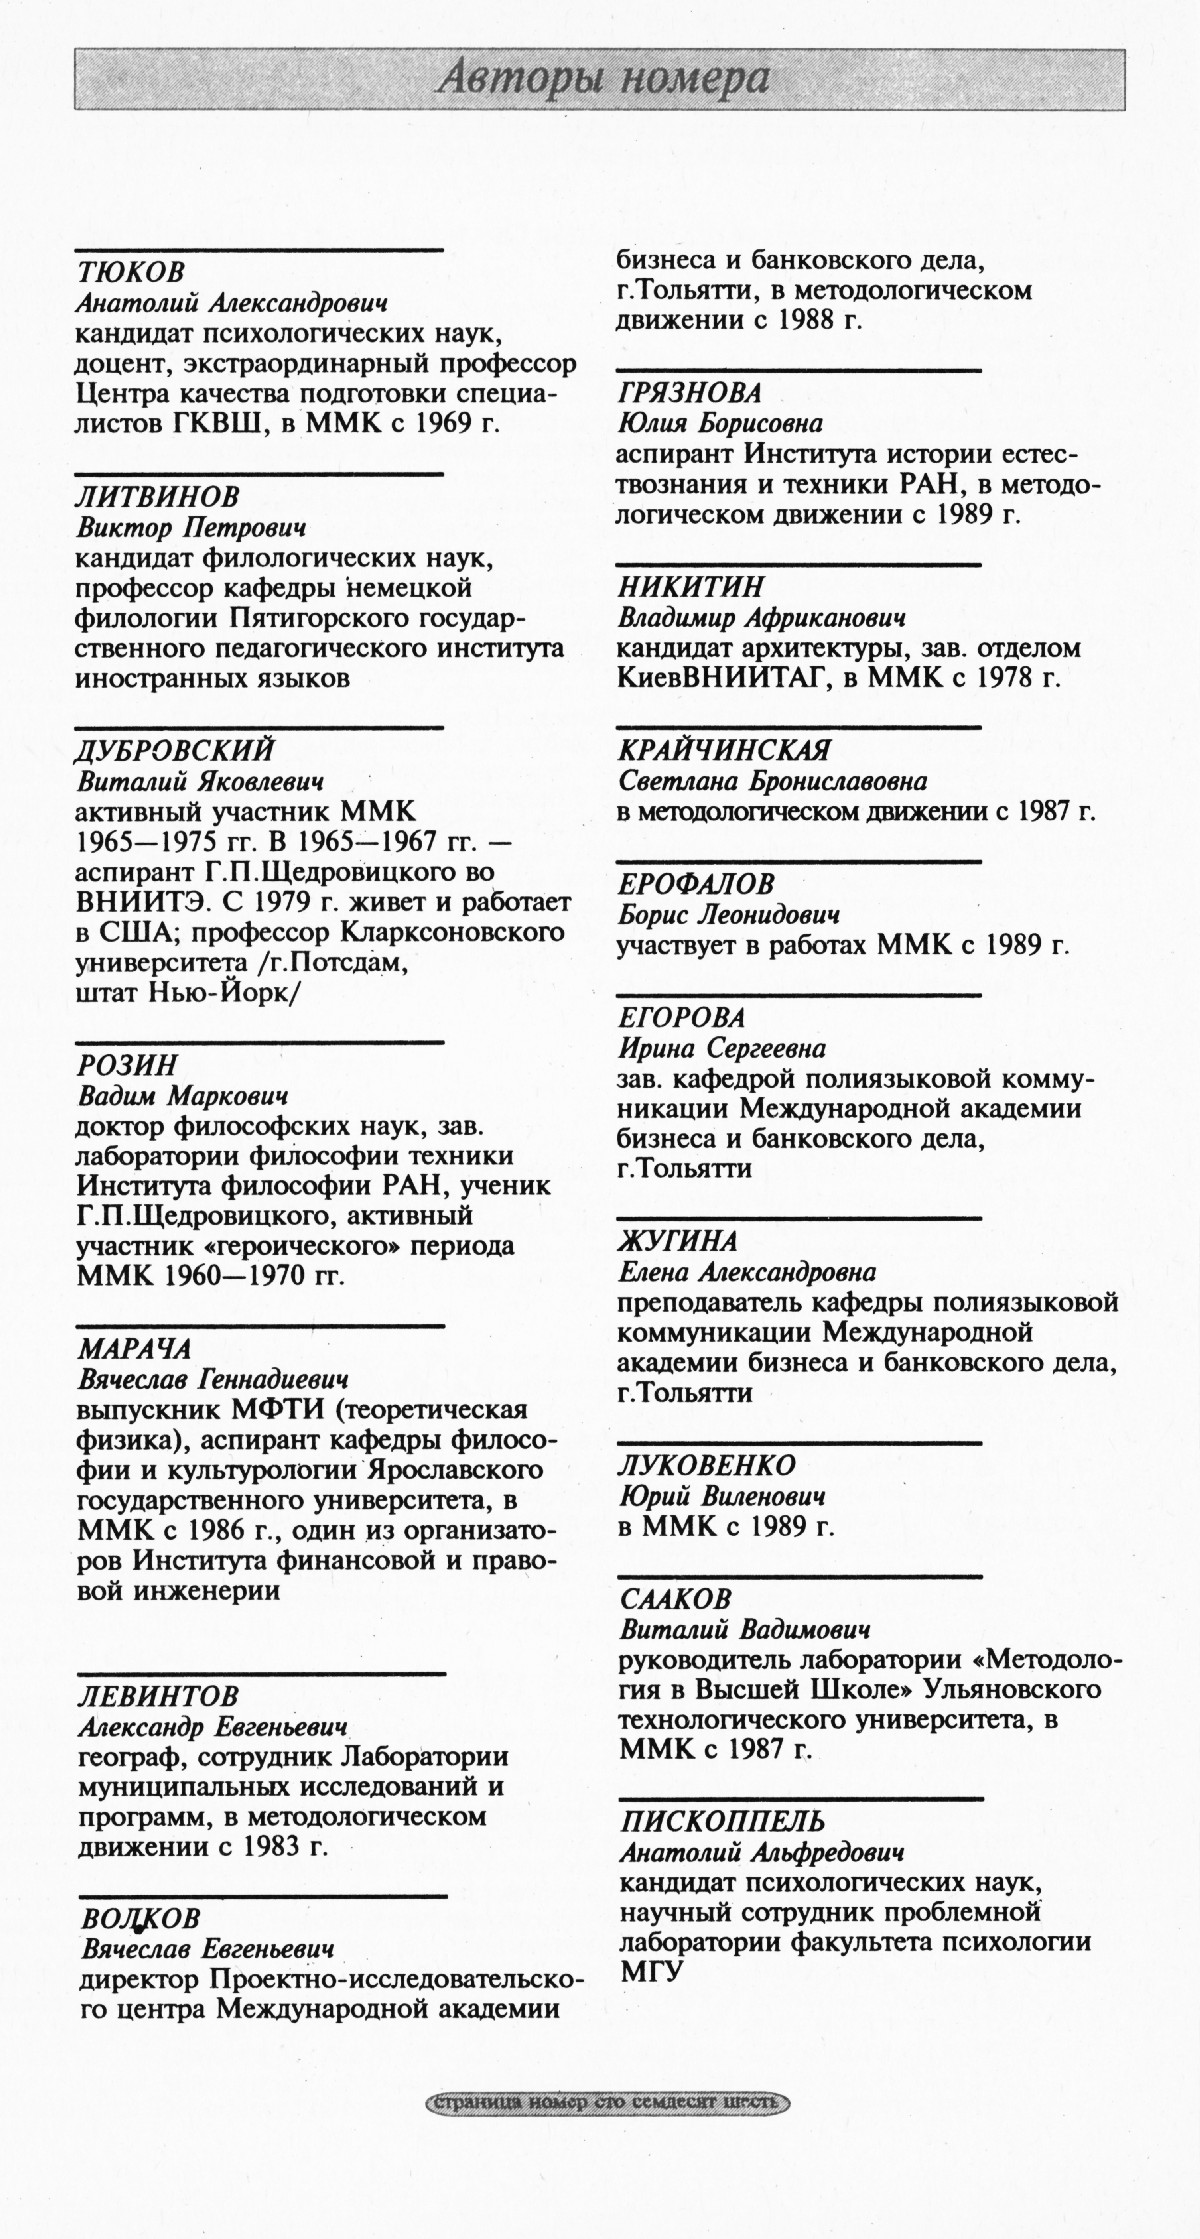 Авторы номера
ТЮКОВ
Анатолий Александрович
кандидат психологических наук,
доцент, экстраординарный профессор
Центра качества подготовки специа-
листов ГКВШ, в ММК с 1969 г.
ЛИТВИНОВ
Виктор Петрович
кандидат филологических наук,
профессор кафедры немецкой
филологии Пятигорского государ-
ственного педагогического института
иностранных языков
ДУБРОВСКИЙ
Виталий Яковлевич
активный участник ММК
1965—1975 гг. В 1965—1967 гг. —
аспирант Г.П.Щедровицкого во
ВНИИТЭ. С 1979 г. живет и работает
в США; профессор Кларксоновского
университета /г.Потсдам,
штат Нью-Йорк/
РОЗИН
Вадим Маркович
доктор философских наук, зав.
лаборатории философии техники
Института философии РАН, ученик
Г.П.Щедровицкого, активный
участник «героического» периода
ММК 1960—1970 гг.
МАРАЧА
Вячеслав Геннадиевич
выпускник МФТИ (теоретическая
физика), аспирант кафедры филосо-
фии и культурологии Ярославского
государственного университета, в
ММК с 1986 г., один из организато-
ров Института финансовой и право-
вой инженерии
ЛЕВИНТОВ
Александр Евгеньевич
географ, сотрудник Лаборатории
муниципальных исследований и
программ, в методологическом
движении с 1983 г.
ВОЛКОВ
Вячеслав Евгеньевич
директор Проектно-исследовательско-
го центра Международной академии
бизнеса и банковского дела,
г.Тольятти, в методологическом
движении с 1988 г.
ГРЯЗНОВА
Юлия Борисовна
аспирант Института истории естес-
твознания и техники РАН, в методо-
логическом движении с 1989 г.
НИКИТИН
Владимир Африканович
кандидат архитектуры, зав. отделом
КиевВНИИТАГ, в ММК с 1978 г.
КРАЙЧИНСКАЯ
Светлана Брониславовна
в методологическом движении с 1987 г.
ЕРОФАЛОВ
Борис Леонидович
участвует в работах ММК с 1989 г.
ЕГОРОВА
Ирина Сергеевна
зав. кафедрой полиязыковой комму-
никации Международной академии
бизнеса и банковского дела,
г.Тольятти
ЖУГИНА
Елена Александровна
преподаватель кафедры полиязыковой
коммуникации Международной
академии бизнеса и банковского дела,
г.Тольятти
ЛУКОВЕНКО
Юрий Виленович
в ММК с 1989 г.
СААКОВ
Виталий Вадимович
руководитель лаборатории «Методоло-
гия в Высшей Школе» Ульяновского
технологического университета, в
ММК с 1987 г.
ПИСКОППЕЛЬ
Анатолий Альфредович
кандидат психологических наук,
научный сотрудник проблемной
лаборатории факультета психологии
МГУ
страница номер сто семдесят шесть